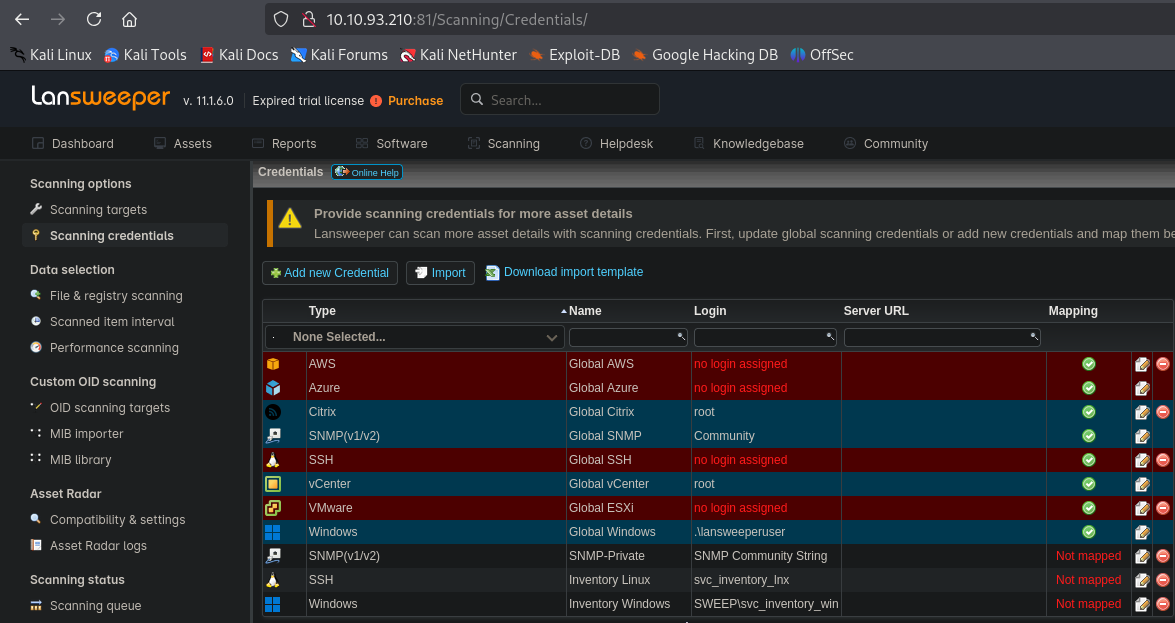 10.10.93.210:81/Scanning/Credentials/
Kali Linux Kali Tools Kali Docs Kali Forums Kali NetHunter Exploit-DB Google Hacking DB OffSec
Lansweeper v. 11.1.6.0 Expired trial license Purchase Search...
Dashboard Assets Reports Software Scanning Helpdesk Knowledgebase Community
Scanning options
Scanning targets
Scanning credentials
Data selection
File & registry scanning
Scanned item interval
Performance scanning
Custom OID scanning
OID scanning targets
MIB importer
MIB library
Asset Radar
Compatibility & settings
Asset Radar logs
Scanning status
Scanning queue
Credentials Online Help
Provide scanning credentials for more asset details
Lansweeper can scan more asset details with scanning credentials. First, update global scanning credentials or add new credentials and map them be
Add new Credential Import Download import template
Type Name Login Server URL Mapping
None Selected...
AWS Global AWS no login assigned
Azure Global Azure no login assigned
Citrix Global Citrix root
SNMP(v1/v2) Global SNMP Community
SSH Global SSH no login assigned
vCenter Global vCenter root
VMware Global ESXi no login assigned
Windows Global Windows .\lansweeperuser
SNMP(v1/v2) SNMP-Private SNMP Community String Not mapped
SSH Inventory Linux svc_inventory_lnx Not mapped
Windows Inventory Windows SWEEP\svc_inventory_win Not mapped